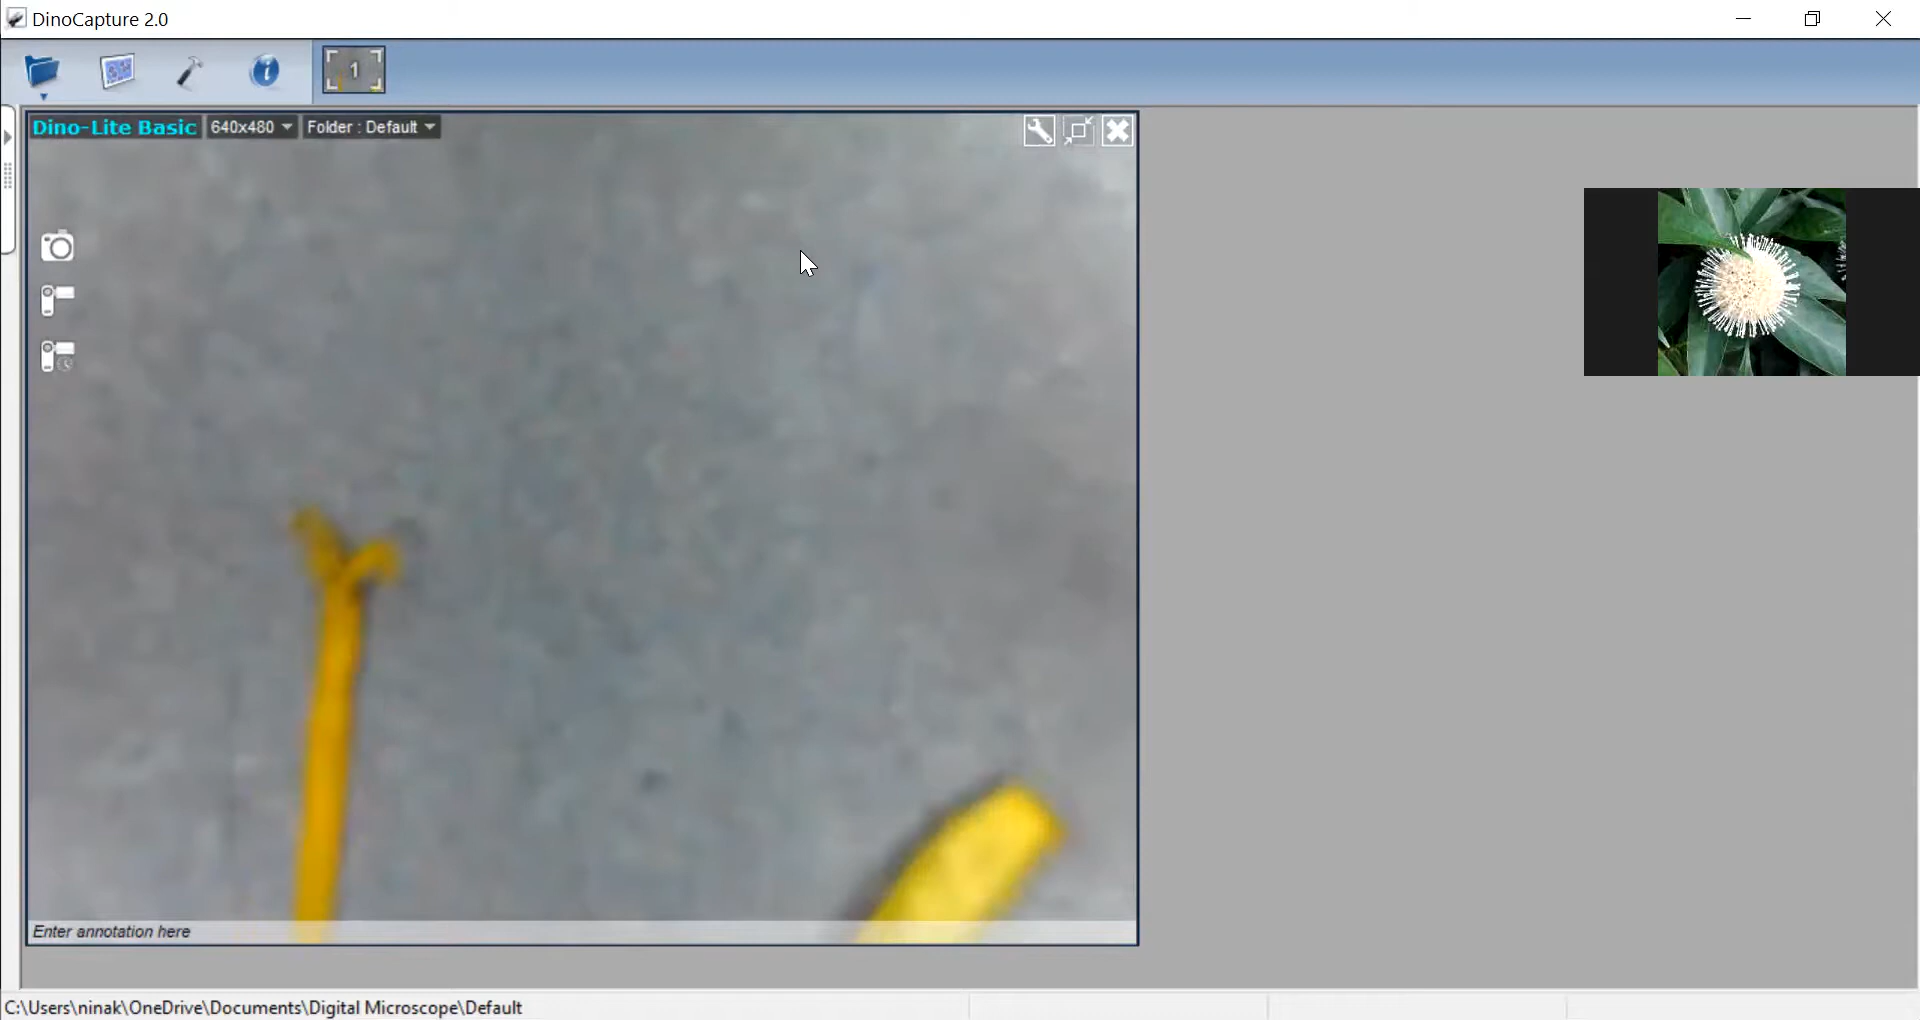 DinoCapture 2.0
1
Dino-Lite Basic 640x480 Folder : Default
Enter annotation here
C:\Users\ninak\OneDrive\Documents\Digital Microscope\Default